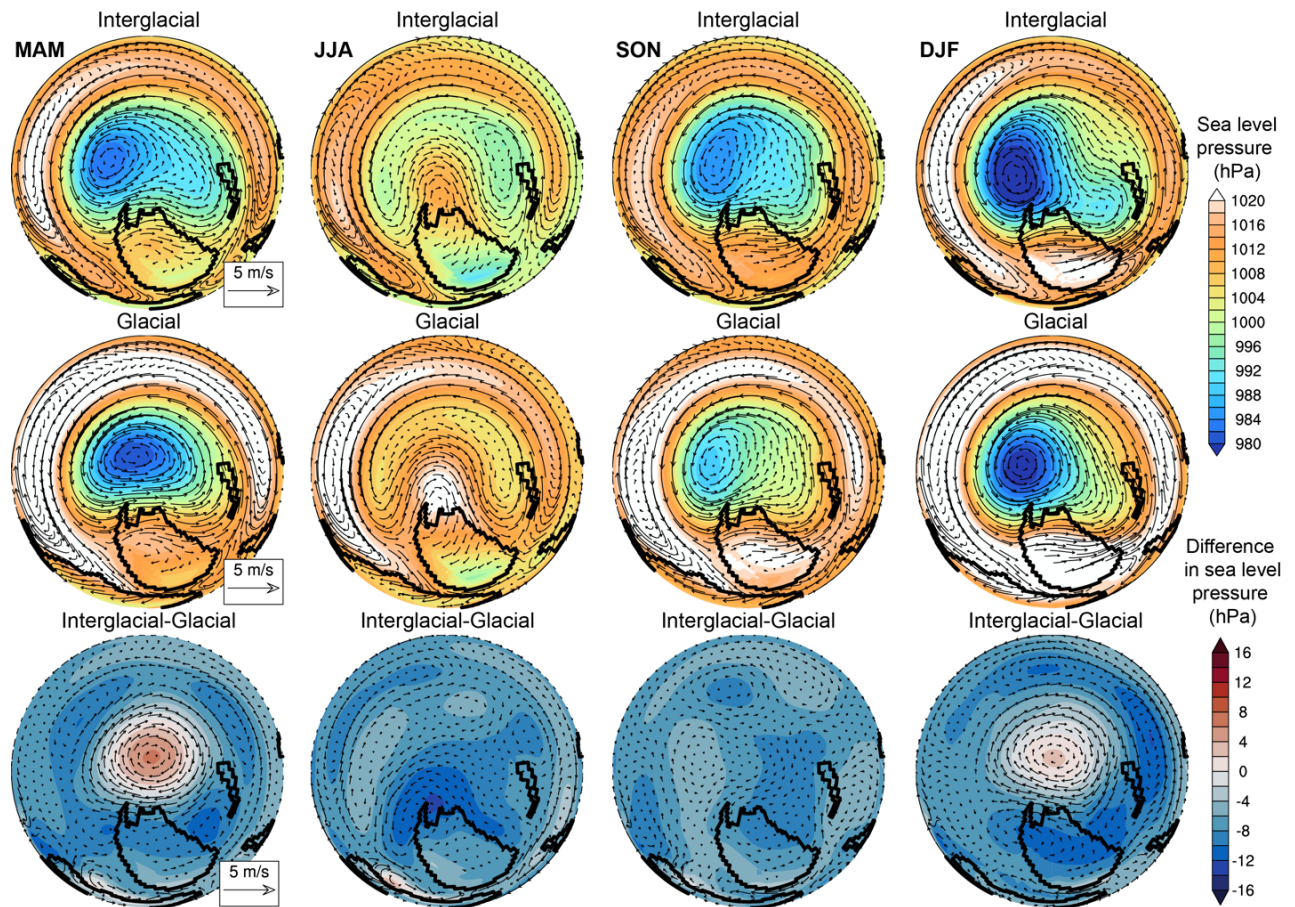 Interglacial Interglacial Interglacial Interglacial
MAM JJA SON DJF
Sea level
pressure
(hPa)
1020
1016
1012
1008
1004
1000
996
992
988
984
980
5 m/s
Glacial Glacial Glacial Glacial
5 m/s
Difference
in sea level
pressure
(hPa)
Interglacial-Glacial Interglacial-Glacial Interglacial-Glacial Interglacial-Glacial
16
12
8
4
0
-4
-8
-12
-16
5 m/s